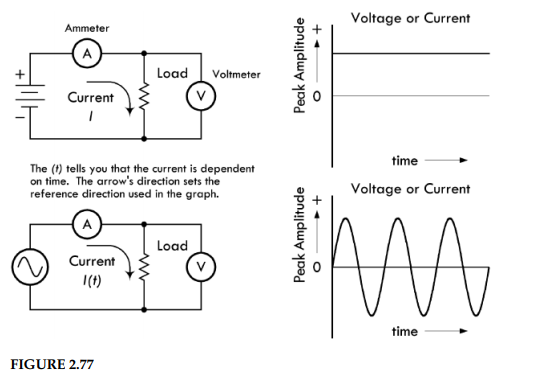 Ammeter
A
+
Load
Voltmeter
V
Current
I
Voltage or Current
Peak Amplitude
+
0
time
The (t) tells you that the current is dependent
on time. The arrow's direction sets the
reference direction used in the graph.
A
Load
V
Current
I(t)
Voltage or Current
Peak Amplitude
+
0
time
FIGURE 2.77